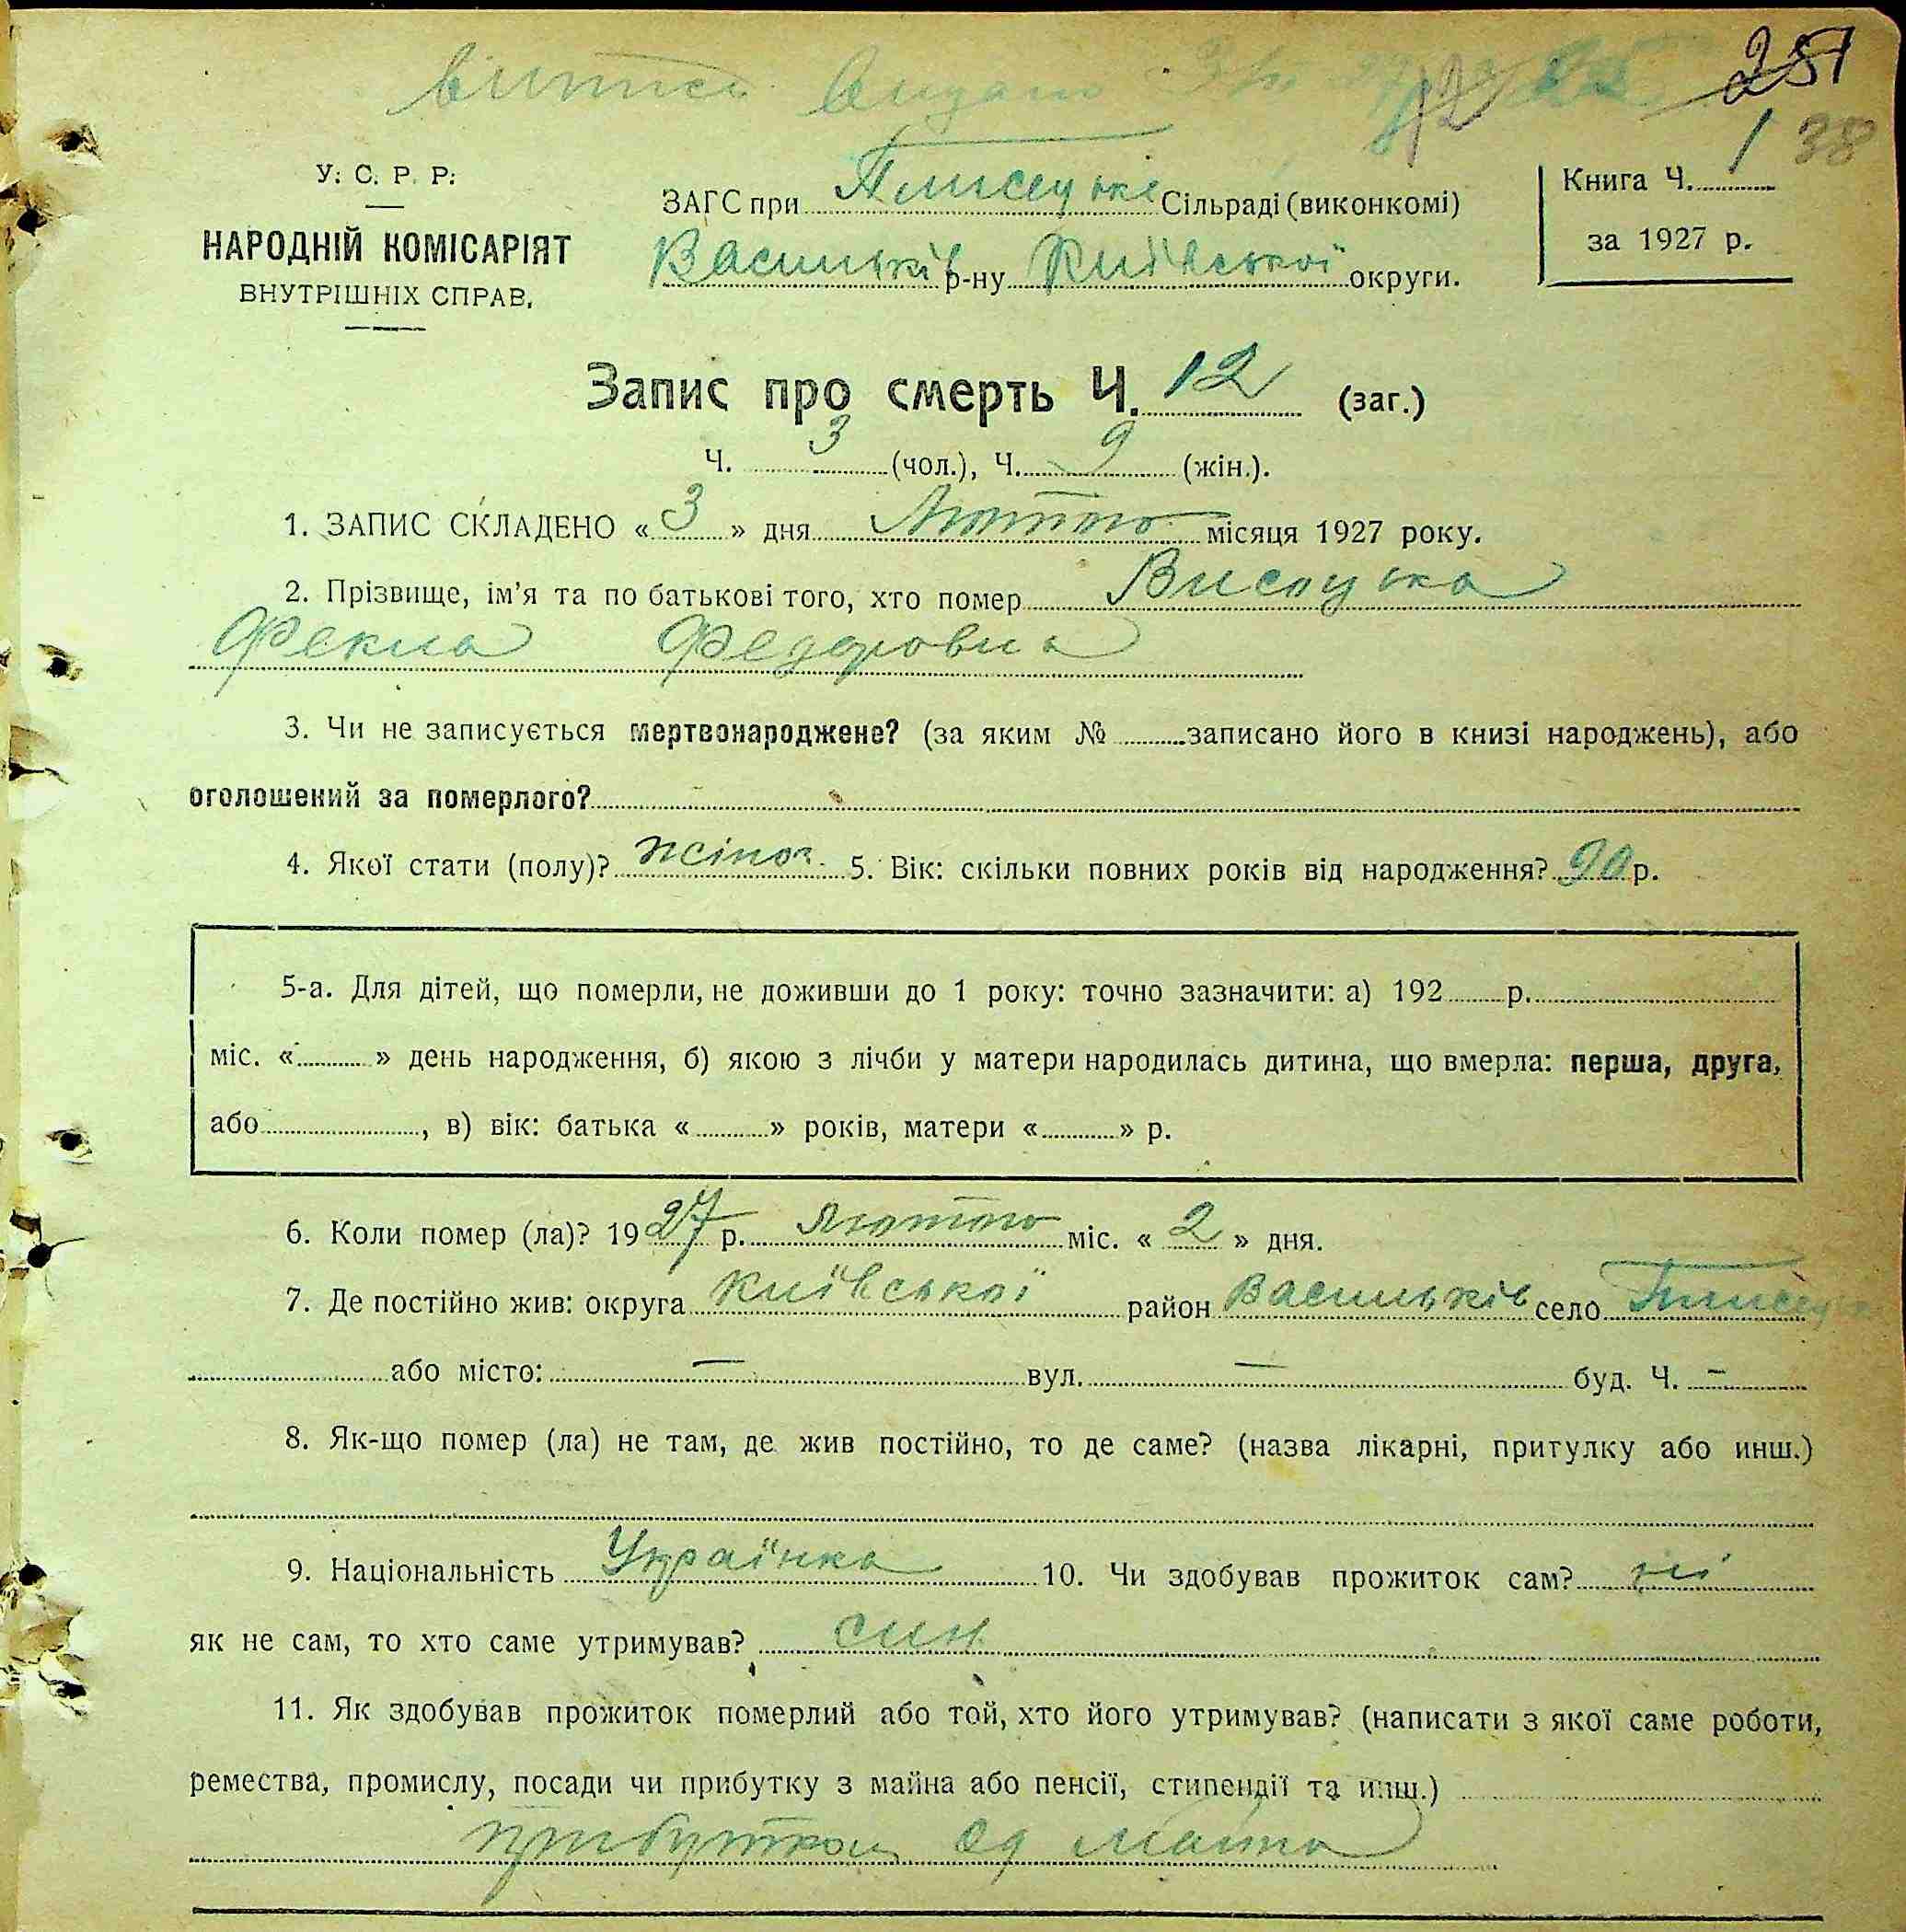 витяг видано
251
1 38
У. С. Р. Р.
НАРОДНІЙ КОМІСАРІЯТ
ВНУТРІШНІХ СПРАВ.
ЗАГС при Плисецькі Сільраді (виконкомі)
Васильків р-ну Київської округи.
Книга Ч. 1
за 1927 р.
Запис про смерть Ч. 12 (заг.)
Ч. 3 (чол.), Ч. 9 (жін.).
1. ЗАПИС СКЛАДЕНО « 3 » дня Лютого місяця 1927 року.
2. Прізвище, ім'я та по батькові того, хто помер Висоцька
Фекла Федоровна
3. Чи не записується мертвонароджене? (за яким № записано його в книзі народжень), або
оголошений за померлого?
4. Якої стати (полу)? жіноч. 5. Вік: скільки повних років від народження? 90 р.
5-а. Для дітей, що померли, не доживши до 1 року: точно зазначити: а) 192 р.
міс. « » день народження, б) якою з лічби у матери народилась дитина, що вмерла: перша, друга,
або , в) вік: батька « » років, матери « » р.
6. Коли помер (ла)? 1927 р. Лютого міс. « 2 » дня.
7. Де постійно жив: округа Київської район Васильків село Плисецьк
або місто: — вул. — буд. Ч. –
8. Як-що помер (ла) не там, де жив постійно, то де саме? (назва лікарні, притулку або инш.)
9. Національність Українка 10. Чи здобував прожиток сам? ні
як не сам, то хто саме утримував? син
11. Як здобував прожиток померлий або той, хто його утримував? (написати з якої саме роботи,
ремества, промислу, посади чи прибутку з майна або пенсії, стипендії та инш.)
прибутком од майна